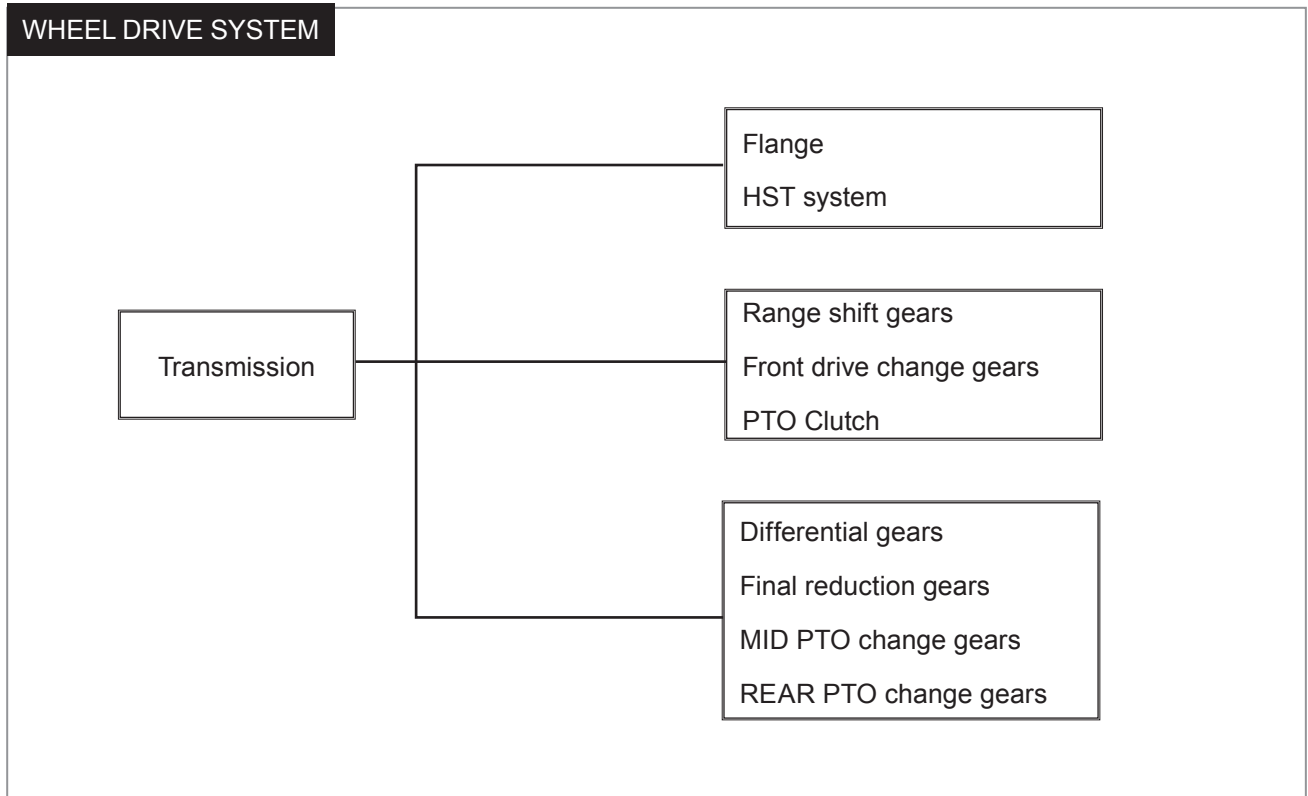 WHEEL DRIVE SYSTEM
Transmission
Flange
HST system
Range shift gears
Front drive change gears
PTO Clutch
Differential gears
Final reduction gears
MID PTO change gears
REAR PTO change gears